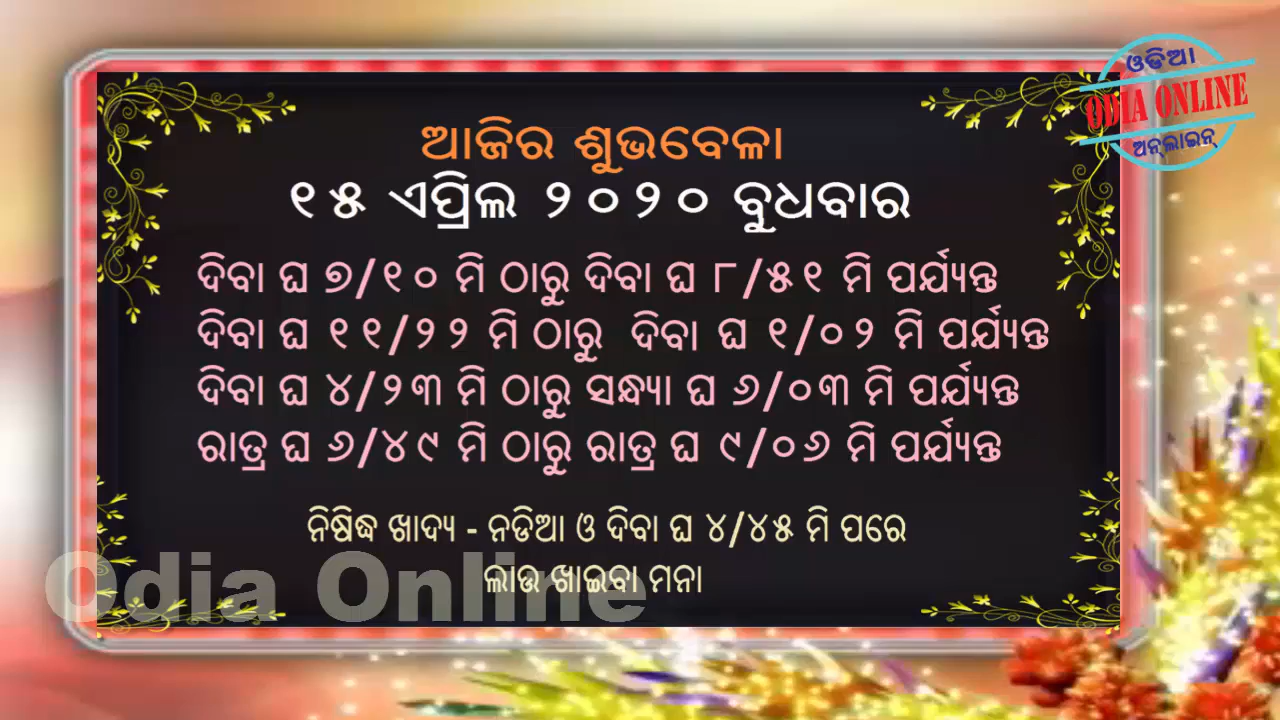 ଓଡିଆ
ODIA ONLINE
ଅନ୍‌ଲାଇନ୍
ଆଜିର ଶୁଭବେଳା
୧୫ ଏପ୍ରିଲ ୨୦୨୦ ବୁଧବାର
ଦିବା ଘ ୭/୧୦ ମି ଠାରୁ ଦିବା ଘ ୮/୫୧ ମି ପର୍ଯ୍ୟନ୍ତ
ଦିବା ଘ ୧୧/୨୨ ମି ଠାରୁ ଦିବା ଘ ୧/୦୨ ମି ପର୍ଯ୍ୟନ୍ତ
ଦିବା ଘ ୪/୨୩ ମି ଠାରୁ ସନ୍ଧ୍ୟା ଘ ୬/୦୩ ମି ପର୍ଯ୍ୟନ୍ତ
ରାତ୍ର ଘ ୬/୪୯ ମି ଠାରୁ ରାତ୍ର ଘ ୯/୦୬ ମି ପର୍ଯ୍ୟନ୍ତ
ନିଷିଦ୍ଧ ଖାଦ୍ୟ - ନଡିଆ ଓ ଦିବା ଘ ୪/୪୫ ମି ପରେ
ଲାଉ ଖାଇବା ମନା
Odia Online